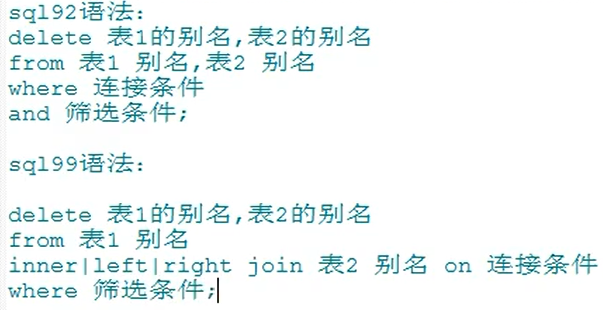 sql92语法：
delete 表1的别名,表2的别名
from 表1 别名,表2 别名
where 连接条件
and 筛选条件;
sql99语法：
delete 表1的别名,表2的别名
from 表1 别名
inner|left|right join 表2 别名 on 连接条件
where 筛选条件;